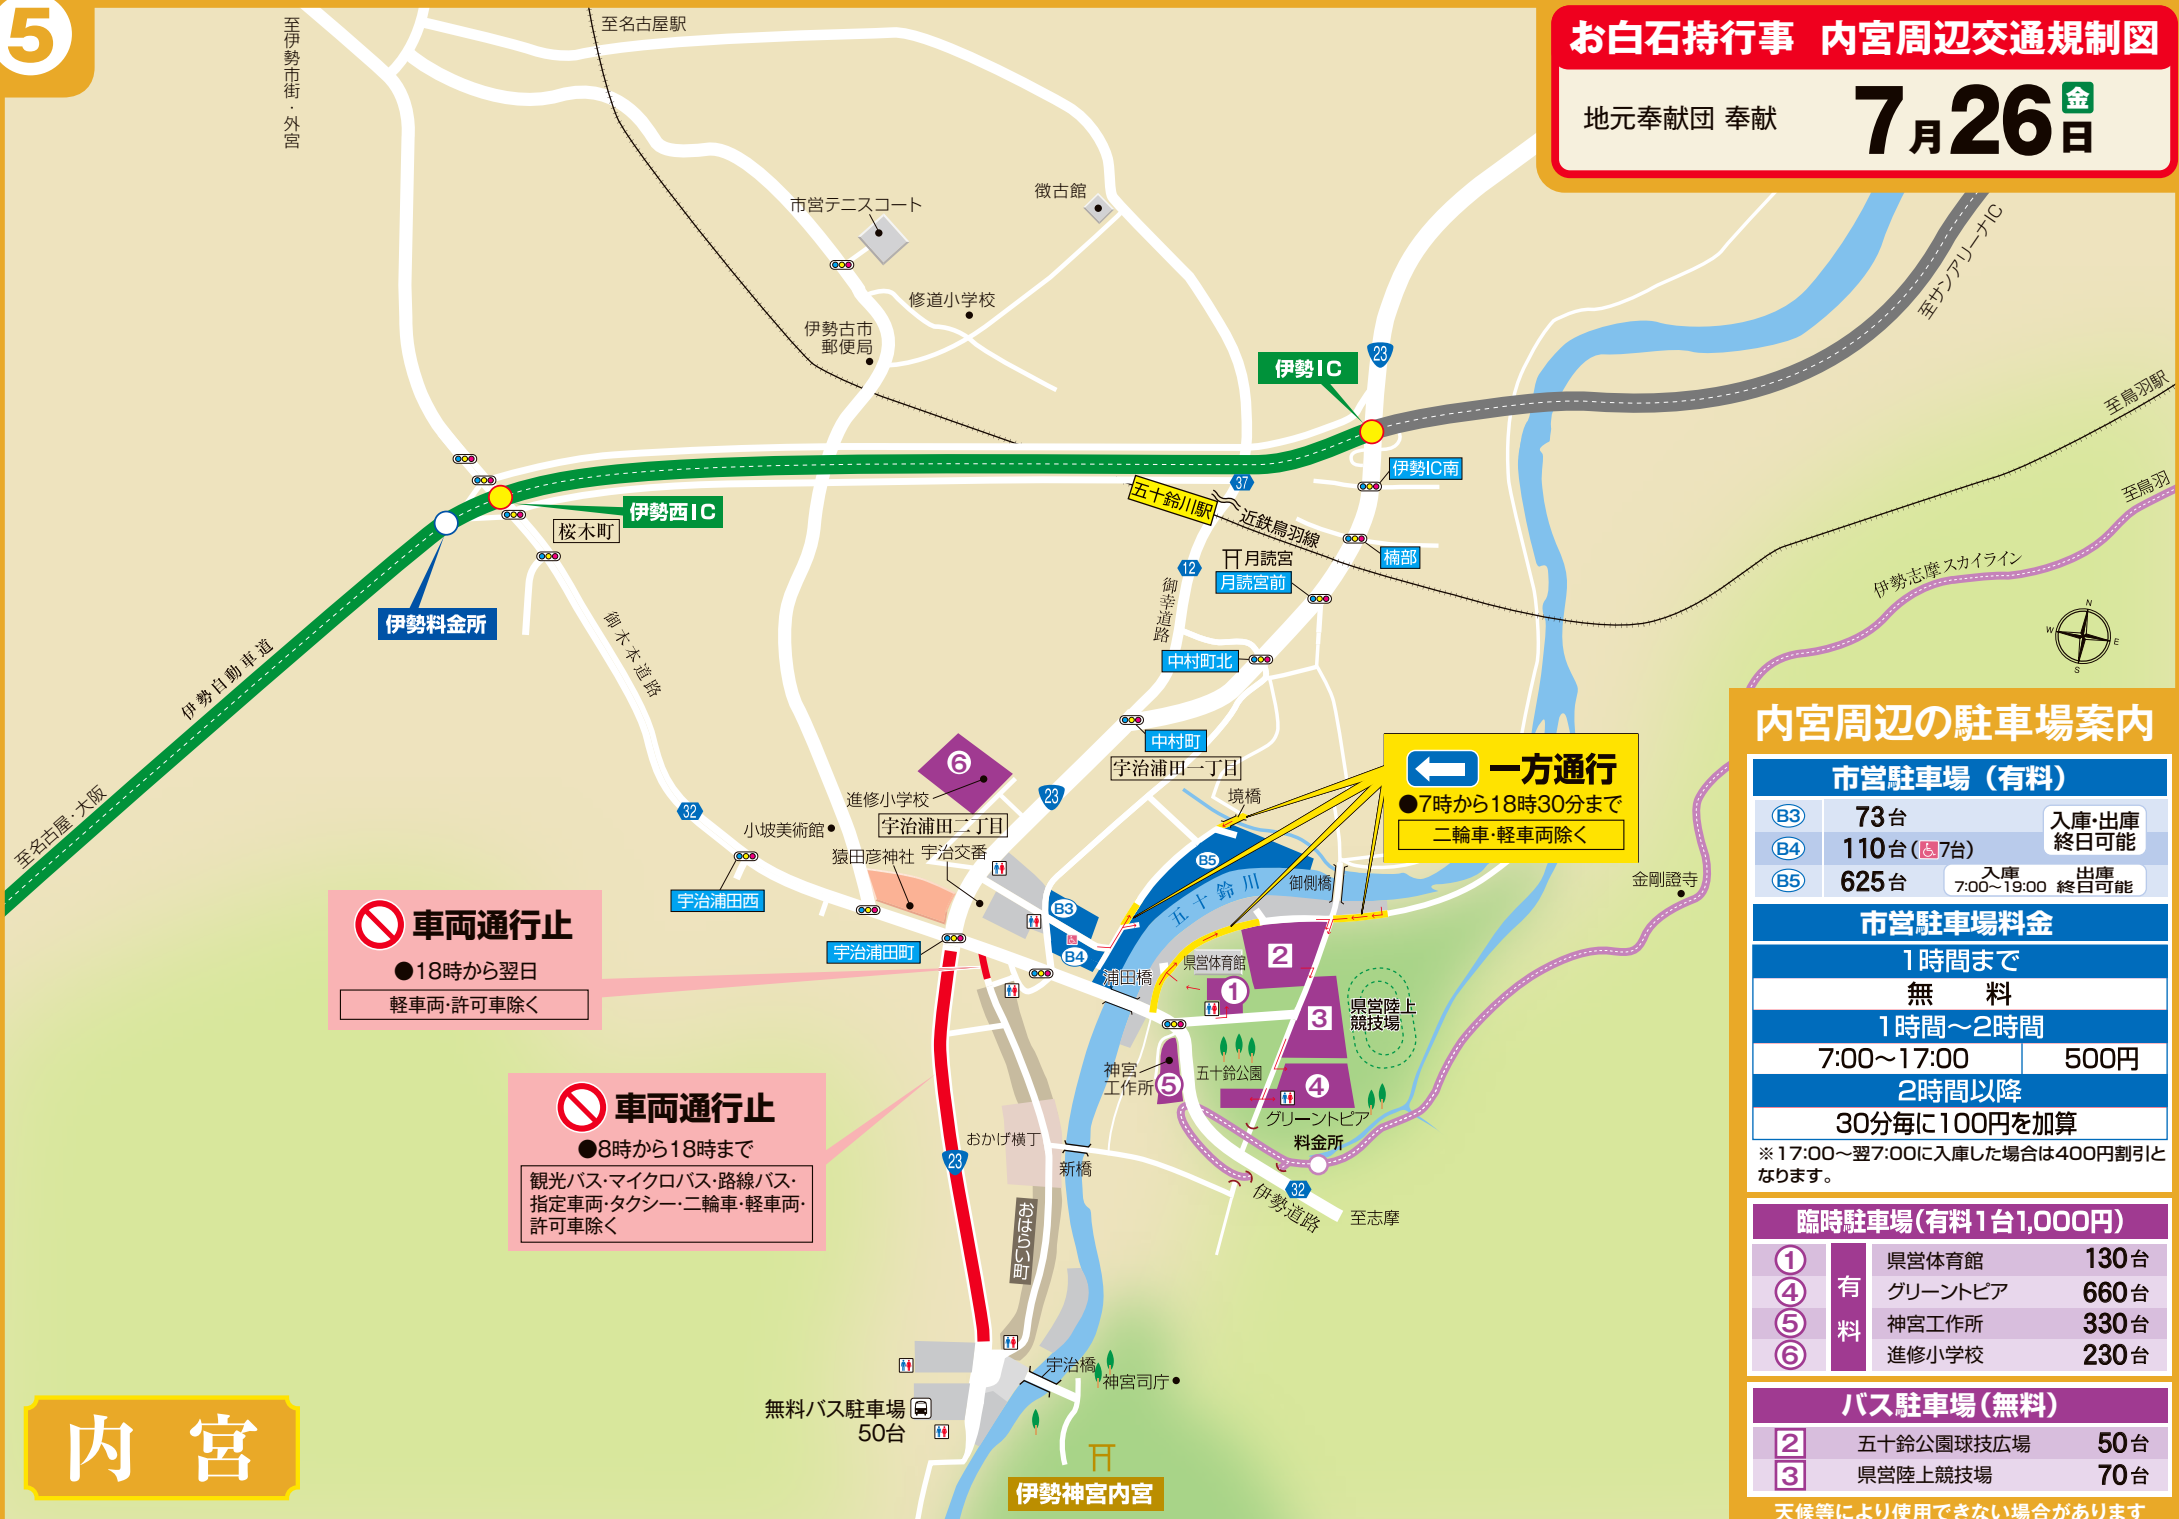 5
お白石持行事 内宮周辺交通規制図
地元奉献団 奉献
7月26日
金
至伊勢市街・外宮
至名古屋駅
徴古館
市営テニスコート
修道小学校
伊勢古市
郵便局
至サンアリーナIC
伊勢IC
23
至鳥羽駅
至鳥羽
伊勢IC南
37
五十鈴川駅
近鉄鳥羽線
楠部
月読宮
月読宮前
12
御幸道路
伊勢西IC
桜木町
伊勢料金所
御木本道路
伊勢自動車道
至名古屋・大阪
伊勢志摩スカイライン
N
W
E
S
中村町北
中村町
宇治浦田一丁目
23
6
進修小学校
宇治浦田二丁目
32
小坡美術館
猿田彦神社
宇治交番
宇治浦田西
宇治浦田町
境橋
一方通行
●7時から18時30分まで
二輪車・軽車両除く
B5
五十鈴川
御側橋
金剛證寺
B3
B4
浦田橋
県営体育館
2
1
3
県営陸上
競技場
神宮
工作所
5
五十鈴公園
4
グリーントピア
料金所
32
伊勢道路
至志摩
車両通行止
●18時から翌日
軽車両・許可車除く
車両通行止
●8時から18時まで
観光バス・マイクロバス・路線バス・
指定車両・タクシー・二輪車・軽車両・
許可車除く
23
おかげ横丁
新橋
おはらい町
宇治橋
神宮司庁
無料バス駐車場
50台
伊勢神宮内宮
内宮
内宮周辺の駐車場案内
市営駐車場（有料）
B3 73台
入庫・出庫
終日可能
B4 110台(7台)
B5 625台
入庫 出庫
7:00〜19:00 終日可能
市営駐車場料金
1時間まで
無 料
1時間〜2時間
7:00〜17:00 500円
2時間以降
30分毎に100円を加算
※17:00〜翌7:00に入庫した場合は400円割引と
なります。
臨時駐車場（有料1台1,000円）
有料
1 県営体育館 130台
4 グリーントピア 660台
5 神宮工作所 330台
6 進修小学校 230台
バス駐車場（無料）
2 五十鈴公園球技広場 50台
3 県営陸上競技場 70台
天候等により使用できない場合があります